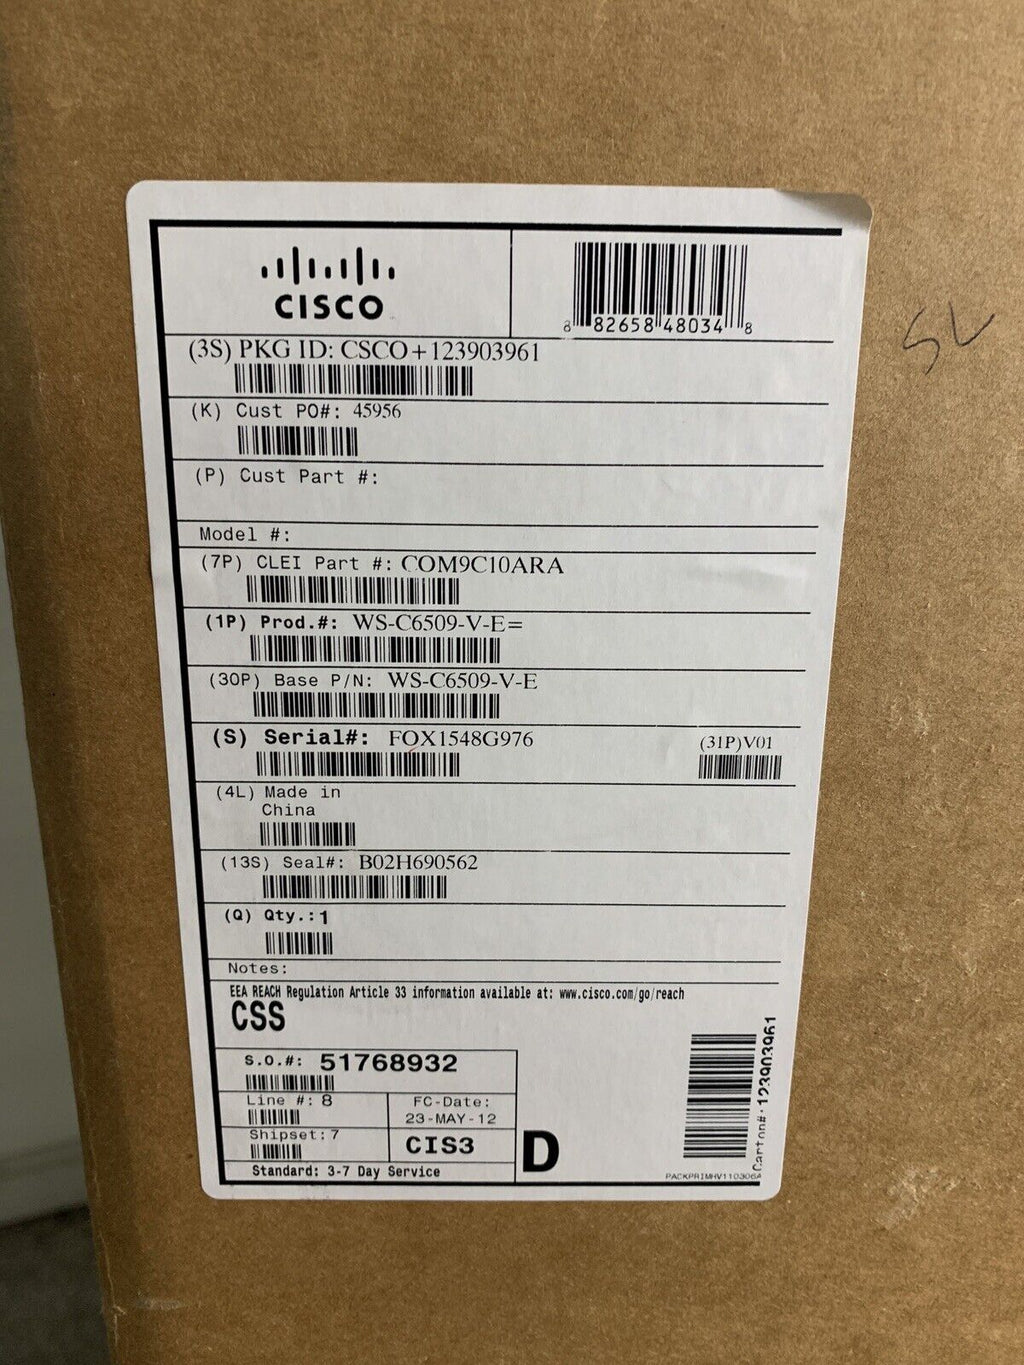 CISCO
8 82658 48034 8
(3S) PKG ID: CSCO+123903961
(K) Cust PO#: 45956
(P) Cust Part #:
Model #:
(7P) CLEI Part #: COM9C10ARA
(1P) Prod.#: WS-C6509-V-E=
(30P) Base P/N: WS-C6509-V-E
(S) Serial#: FOX1548G976
(31P)V01
(4L) Made in
China
(13S) Seal#: B02H690562
(Q) Qty.:1
Notes:
EEA REACH Regulation Article 33 information available at: www.cisco.com/go/reach
CSS
S.O.#: 51768932
Line #: 8
FC-Date:
23-MAY-12
Shipset: 7
CIS3
Standard: 3-7 Day Service
D
Carton#: 123903961
PACKPRIMHV110306A
SL